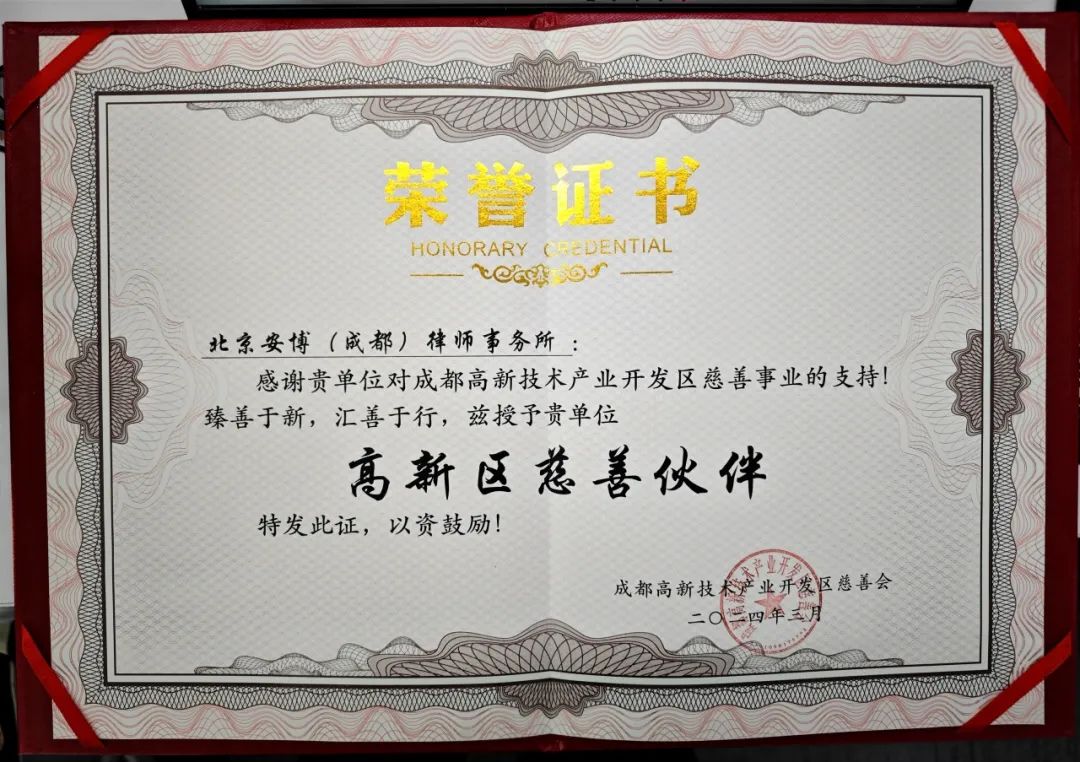 荣誉证书
HONORARY CREDENTIAL
北京安博（成都）律师事务所：
感谢贵单位对成都高新技术产业开发区慈善事业的支持!
臻善于新，汇善于行，兹授予贵单位
高新区慈善伙伴
特发此证，以资鼓励!
成都高新技术产业开发区慈善会
二〇二四年三月